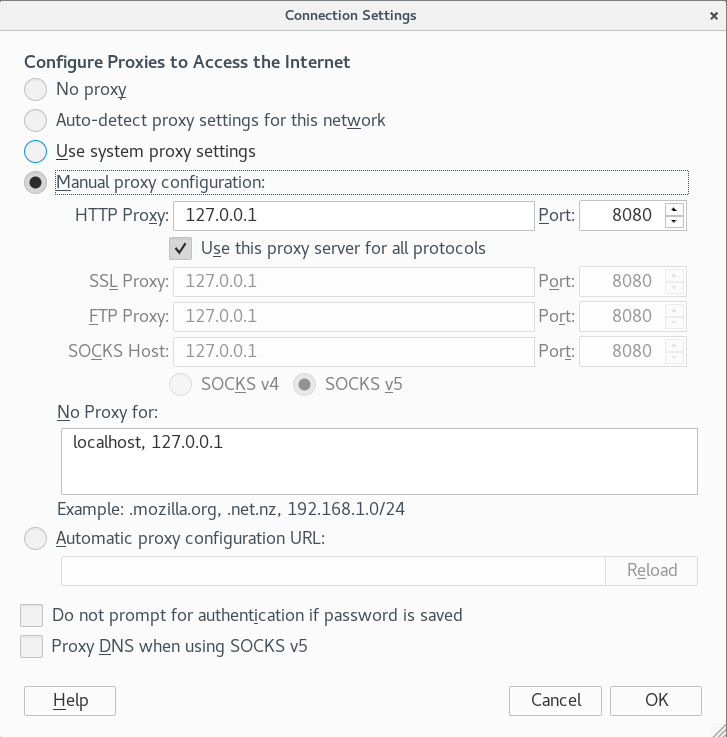 Connection Settings ×
Configure Proxies to Access the Internet
No proxy
Auto-detect proxy settings for this network
Use system proxy settings
Manual proxy configuration:
HTTP Proxy: 127.0.0.1 Port: 8080
Use this proxy server for all protocols
SSL Proxy: 127.0.0.1 Port: 8080
FTP Proxy: 127.0.0.1 Port: 8080
SOCKS Host: 127.0.0.1 Port: 8080
SOCKS v4 SOCKS v5
No Proxy for:
localhost, 127.0.0.1
Example: .mozilla.org, .net.nz, 192.168.1.0/24
Automatic proxy configuration URL:
Reload
Do not prompt for authentication if password is saved
Proxy DNS when using SOCKS v5
Help Cancel OK